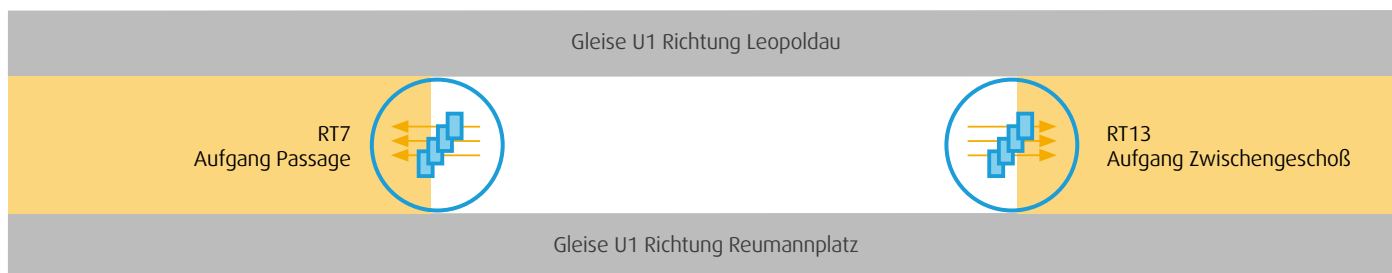 Gleise U1 Richtung Leopoldau
RT7
Aufgang Passage
RT13
Aufgang Zwischengeschoß
Gleise U1 Richtung Reumannplatz